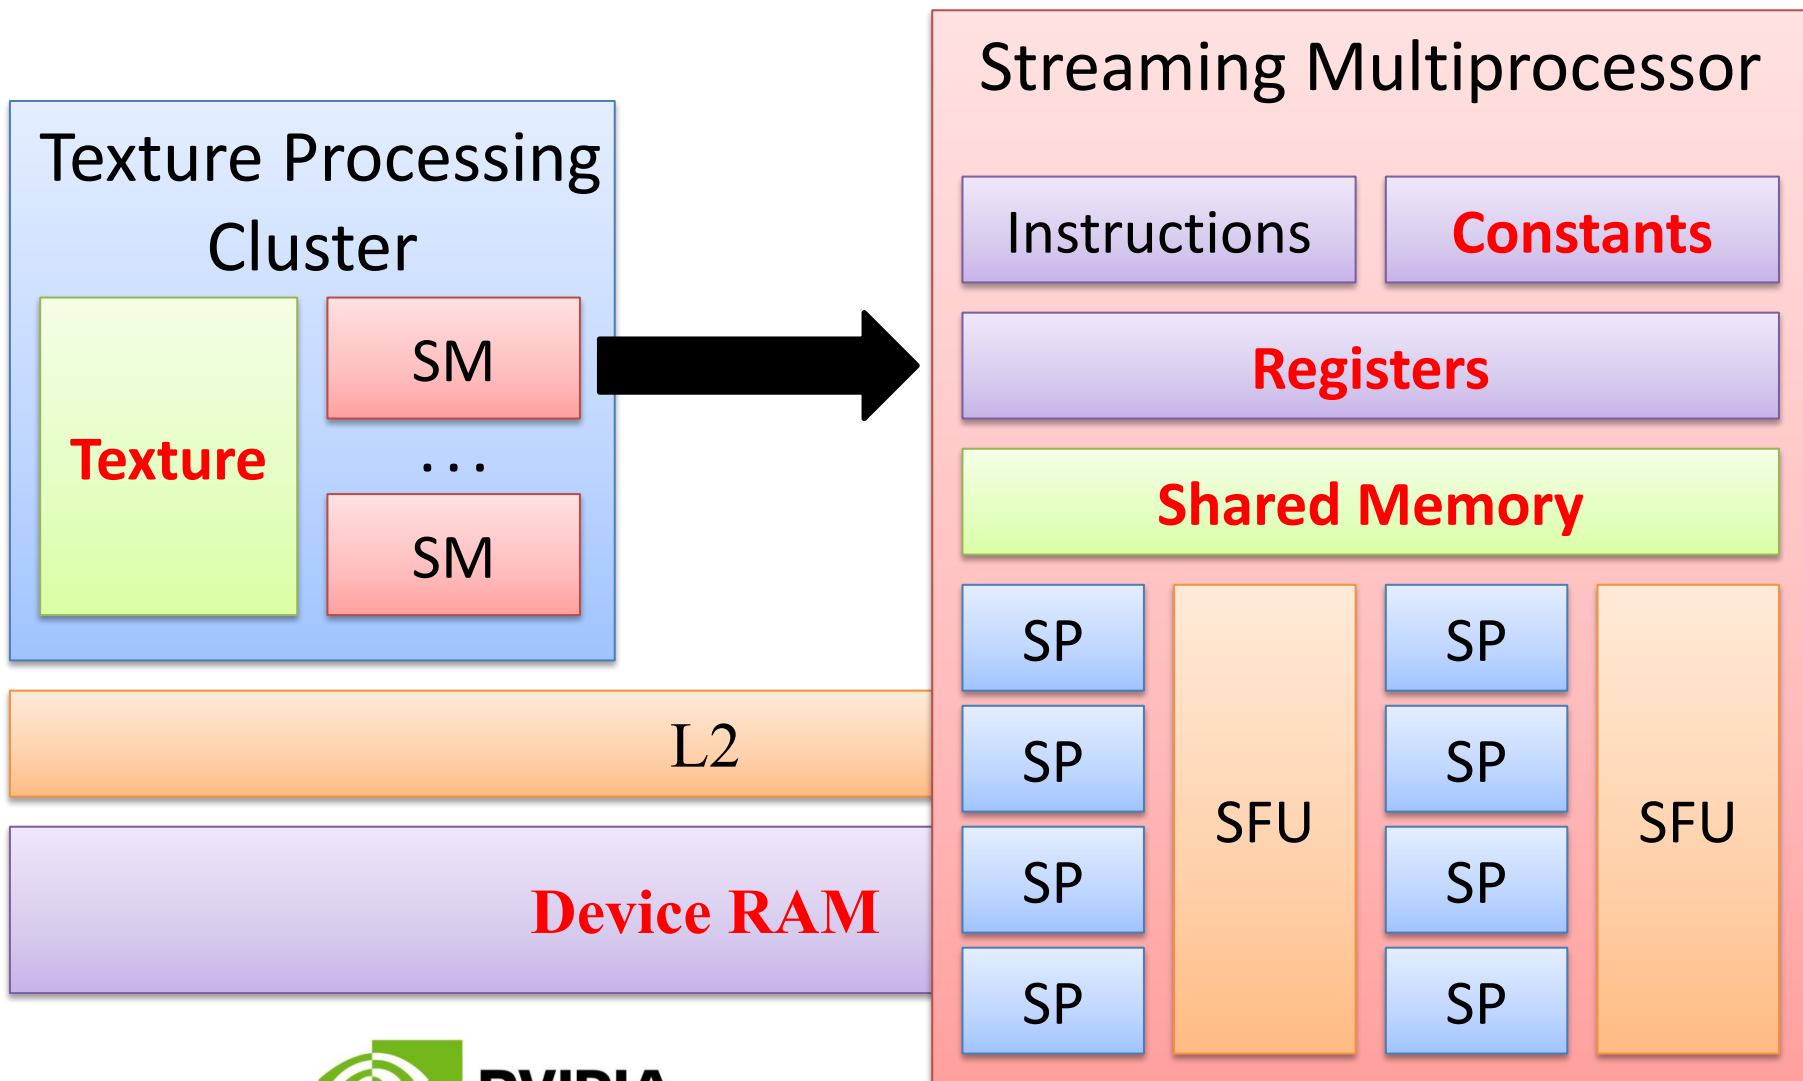 Texture Processing
Cluster
Texture
SM
...
SM
L2
Device RAM
Streaming Multiprocessor
Instructions
Constants
Registers
Shared Memory
SP
SP
SP
SP
SFU
SP
SP
SP
SP
SFU